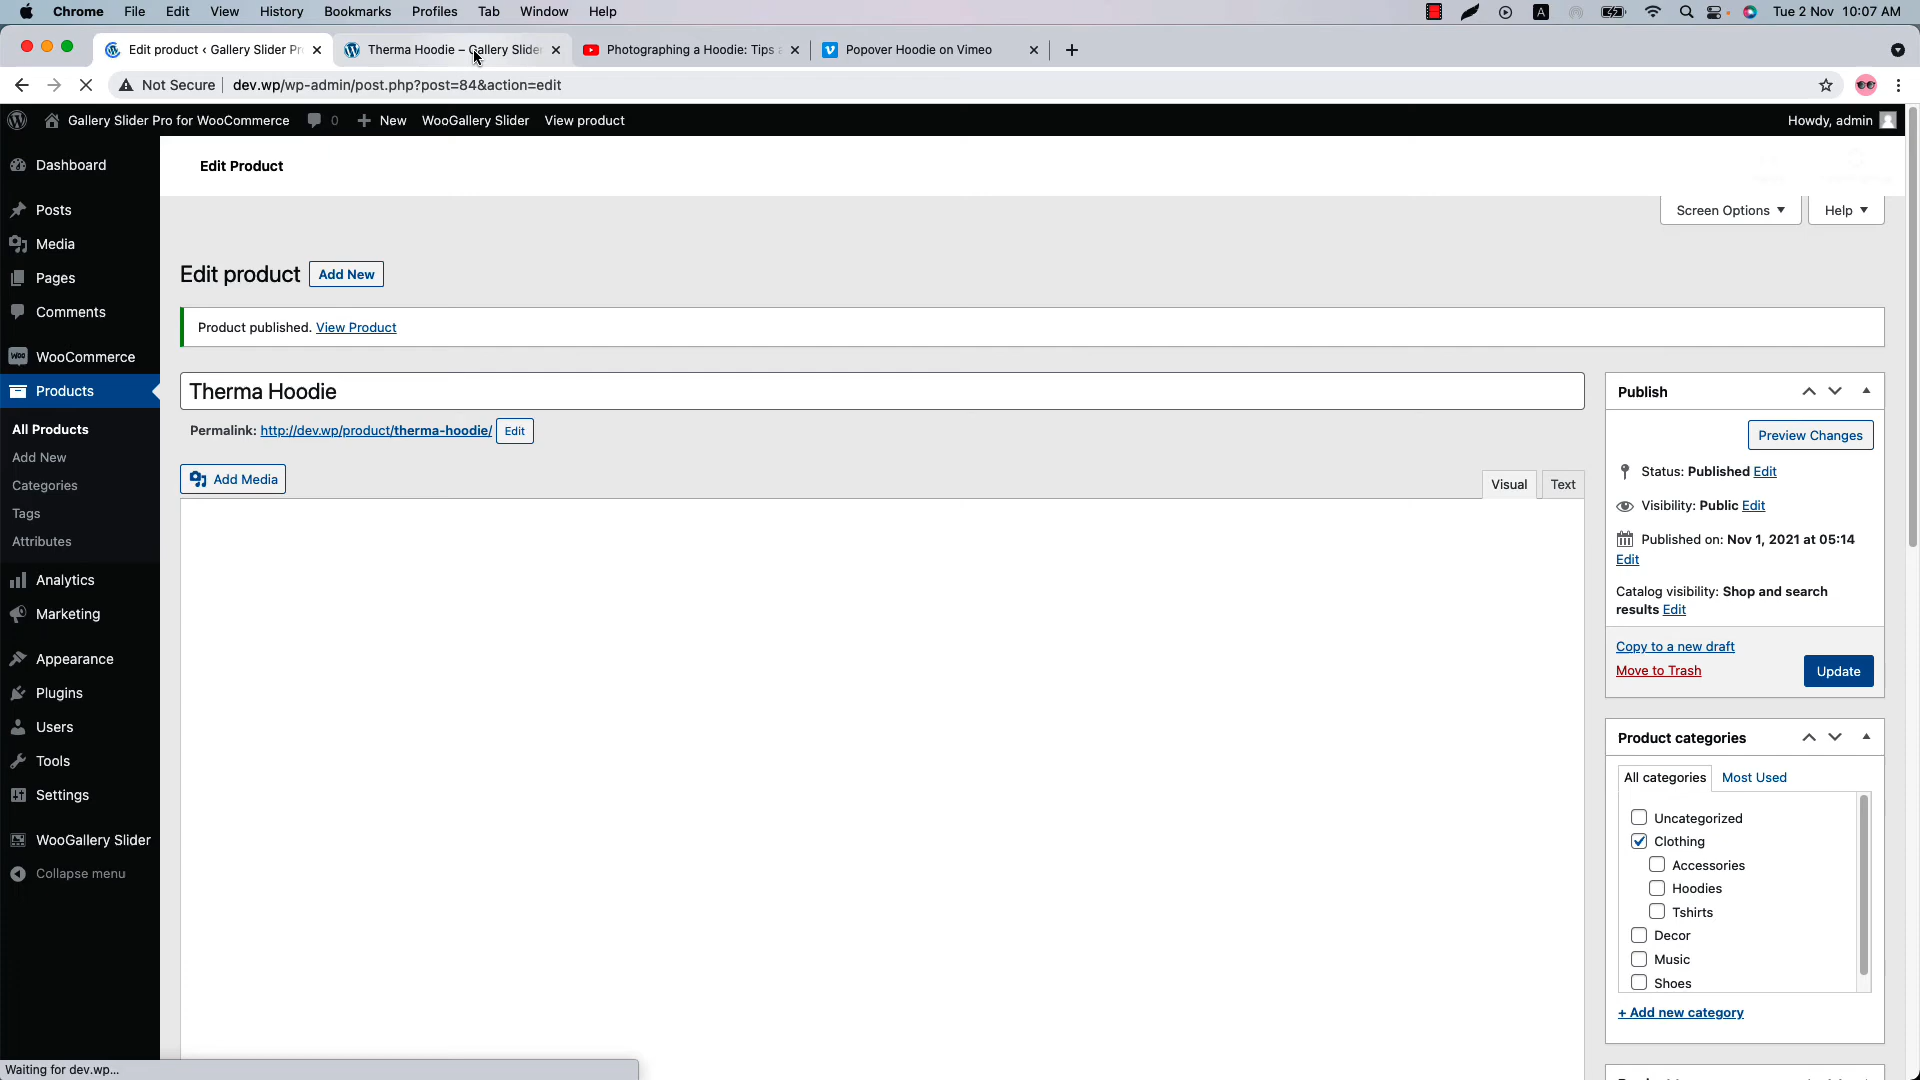 Chrome File Edit View History Bookmarks Profiles Tab Window Help A Tue 2 Nov 10:07 AM
Edit product ‹ Gallery Slider Pr Therma Hoodie – Gallery Slide Photographing a Hoodie: Tips Popover Hoodie on Vimeo
Not Secure dev.wp/wp-admin/post.php?post=84&action=edit
Gallery Slider Pro for WooCommerce 0 New WooGallery Slider View product Howdy, admin
Dashboard
Posts
Media
Pages
Comments
WooCommerce
Products
All Products
Add New
Categories
Tags
Attributes
Analytics
Marketing
Appearance
Plugins
Users
Tools
Settings
WooGallery Slider
Collapse menu
Edit Product
Screen Options Help
Edit product Add New
Product published. View Product
Therma Hoodie
Permalink: http://dev.wp/product/therma-hoodie/ Edit
Add Media Visual Text
Publish
Preview Changes
Status: Published Edit
Visibility: Public Edit
Published on: Nov 1, 2021 at 05:14
Edit
Catalog visibility: Shop and search
results Edit
Copy to a new draft
Move to Trash
Update
Product categories
All categories Most Used
Uncategorized
Clothing
Accessories
Hoodies
Tshirts
Decor
Music
Shoes
+ Add new category
Waiting for dev.wp...